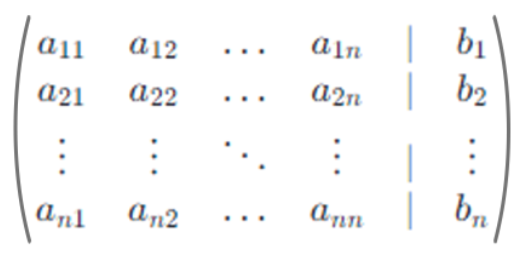 a₁₁ a₁₂ … a₁ₙ | b₁
a₂₁ a₂₂ … a₂ₙ | b₂
⋮ ⋮ ⋱ ⋮ | ⋮
aₙ₁ aₙ₂ … aₙₙ | bₙ